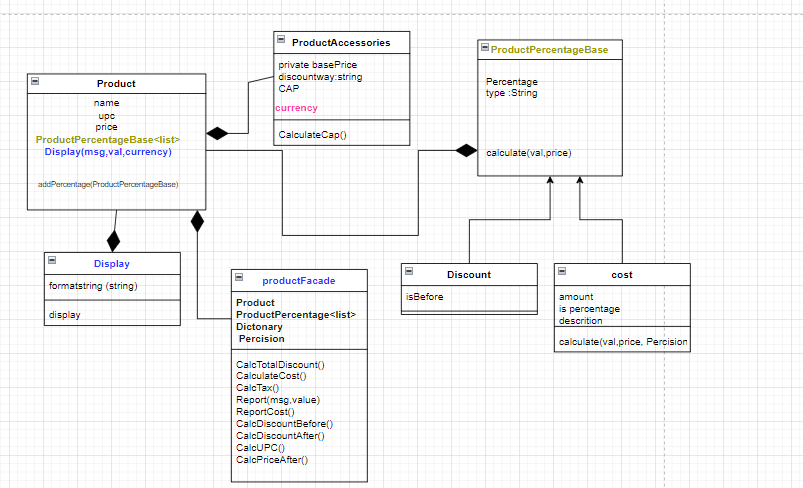 Product
name
upc
price
ProductPercentageBase<list>
Display(msg,val,currency)
addPercentage(ProductPercentageBase)
ProductAccessories
private basePrice
discountway:string
CAP
currency
CalculateCap()
ProductPercentageBase
Percentage
type :String
calculate(val,price)
Display
formatstring (string)
display
productFacade
Product
ProductPercentage<list>
Dictonary
Percision
CalcTotalDiscount()
CalculateCost()
CalcTax()
Report(msg,value)
ReportCost()
CalcDiscountBefore()
CalcDiscountAfter()
CalcUPC()
CalcPriceAfter()
Discount
isBefore
cost
amount
is percentage
descrition
calculate(val,price, Percision